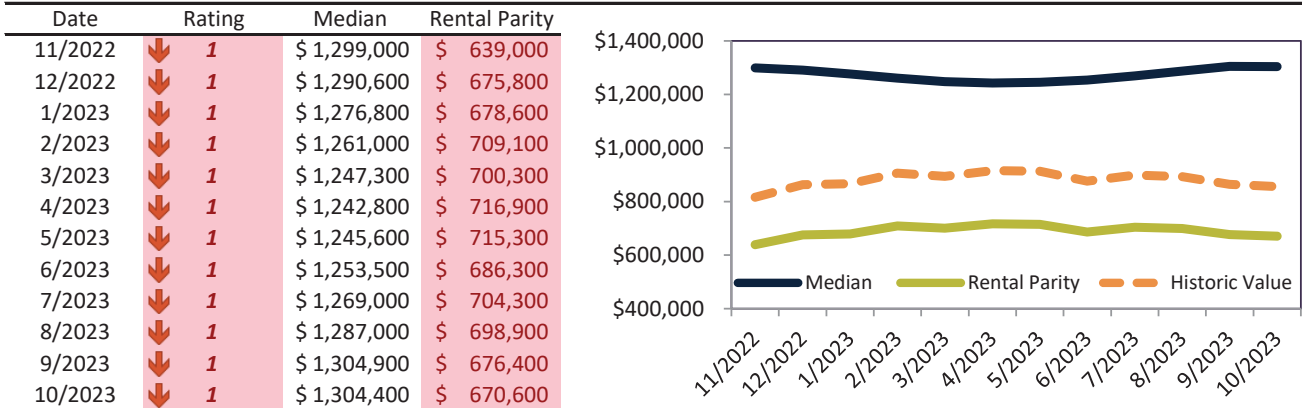 Date Rating Median Rental Parity
11/2022 1 $ 1,299,000 $ 639,000
12/2022 1 $ 1,290,600 $ 675,800
1/2023 1 $ 1,276,800 $ 678,600
2/2023 1 $ 1,261,000 $ 709,100
3/2023 1 $ 1,247,300 $ 700,300
4/2023 1 $ 1,242,800 $ 716,900
5/2023 1 $ 1,245,600 $ 715,300
6/2023 1 $ 1,253,500 $ 686,300
7/2023 1 $ 1,269,000 $ 704,300
8/2023 1 $ 1,287,000 $ 698,900
9/2023 1 $ 1,304,900 $ 676,400
10/2023 1 $ 1,304,400 $ 670,600
$1,400,000
$1,200,000
$1,000,000
$800,000
$600,000
$400,000
Median Rental Parity Historic Value
11/2022 12/2022 1/2023 2/2023 3/2023 4/2023 5/2023 6/2023 7/2023 8/2023 9/2023 10/2023